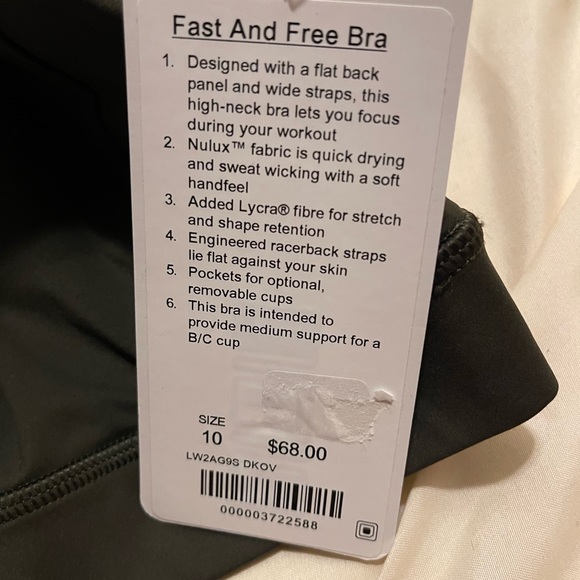 Fast And Free Bra
1. Designed with a flat back
panel and wide straps, this
high-neck bra lets you focus
during your workout
2. Nulux™ fabric is quick drying
and sweat wicking with a soft
handfeel
3. Added Lycra® fibre for stretch
and shape retention
4. Engineered racerback straps
lie flat against your skin
5. Pockets for optional,
removable cups
6. This bra is intended to
provide medium support for a
B/C cup
SIZE
10 $68.00
LW2AG9S DKOV
000003722588